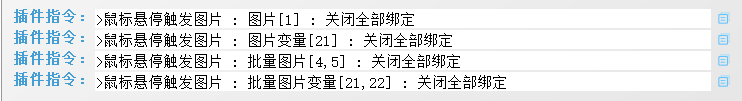 插件指令：>鼠标悬停触发图片 : 图片[1] : 关闭全部绑定
插件指令：>鼠标悬停触发图片 : 图片变量[21] : 关闭全部绑定
插件指令：>鼠标悬停触发图片 : 批量图片[4,5] : 关闭全部绑定
插件指令：>鼠标悬停触发图片 : 批量图片变量[21,22] : 关闭全部绑定